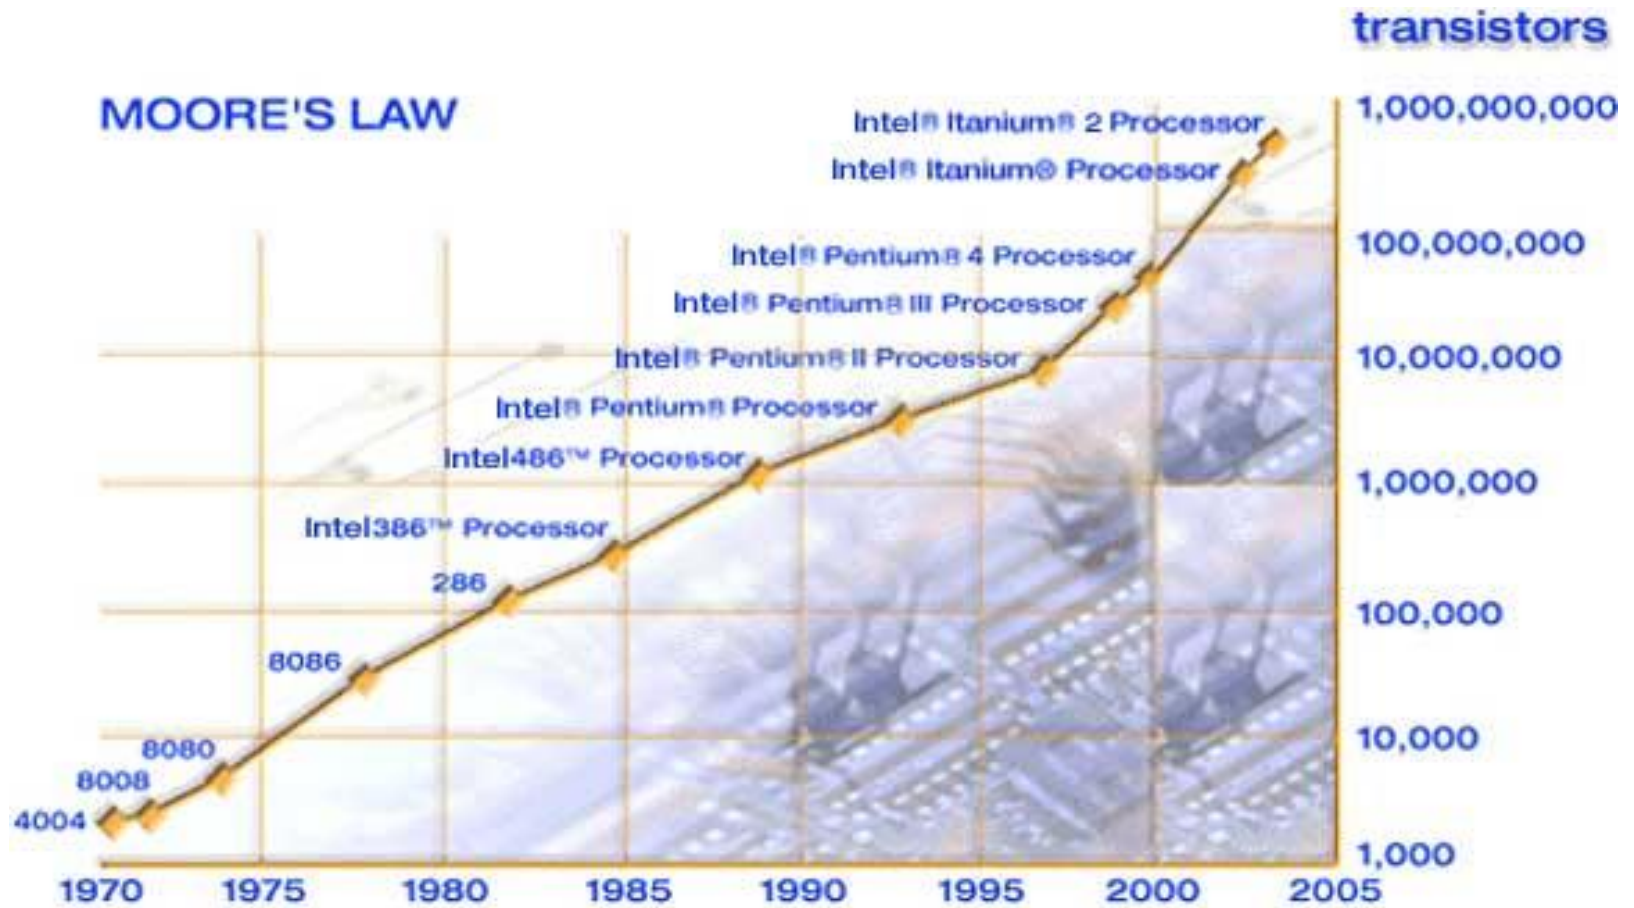 transistors
MOORE'S LAW
1,000,000,000
Intel® Itanium® 2 Processor
Intel® Itanium® Processor
100,000,000
Intel® Pentium® 4 Processor
Intel® Pentium® III Processor
10,000,000
Intel® Pentium® II Processor
Intel® Pentium® Processor
Intel486™ Processor
1,000,000
Intel386™ Processor
286
100,000
8086
10,000
8080
8008
4004
1,000
1970 1975 1980 1985 1990 1995 2000 2005